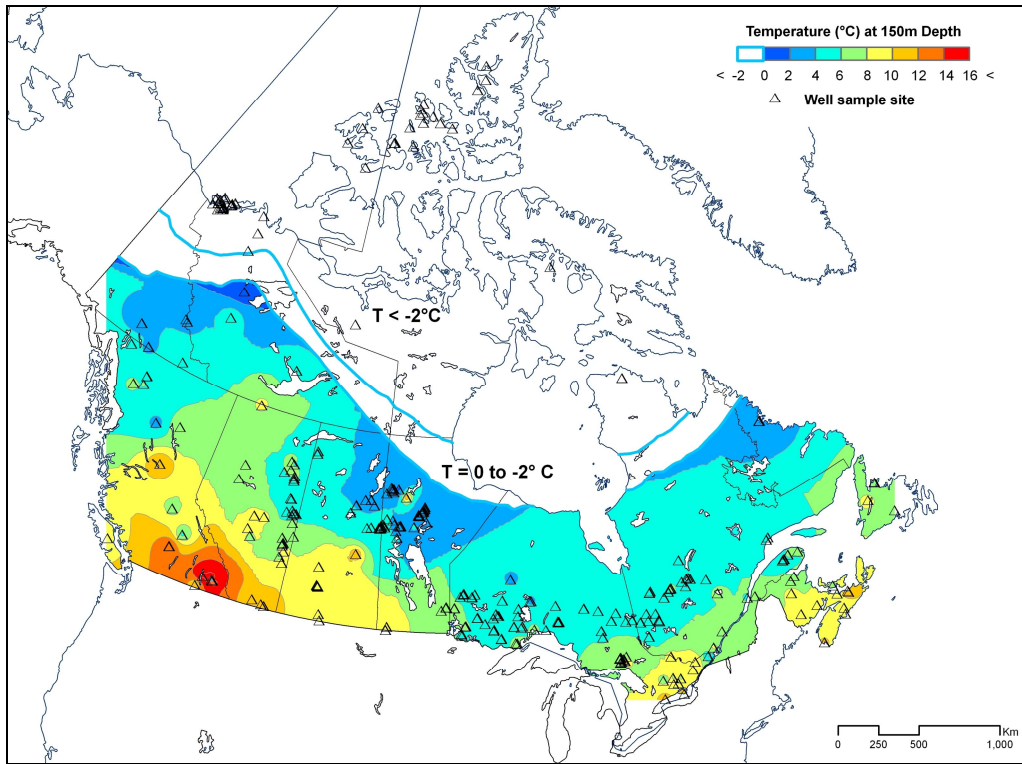 Temperature (°C) at 150m Depth
< -2 0 2 4 6 8 10 12 14 16 <
Well sample site
T < -2°C
T = 0 to -2° C
Km
0 250 500 1,000